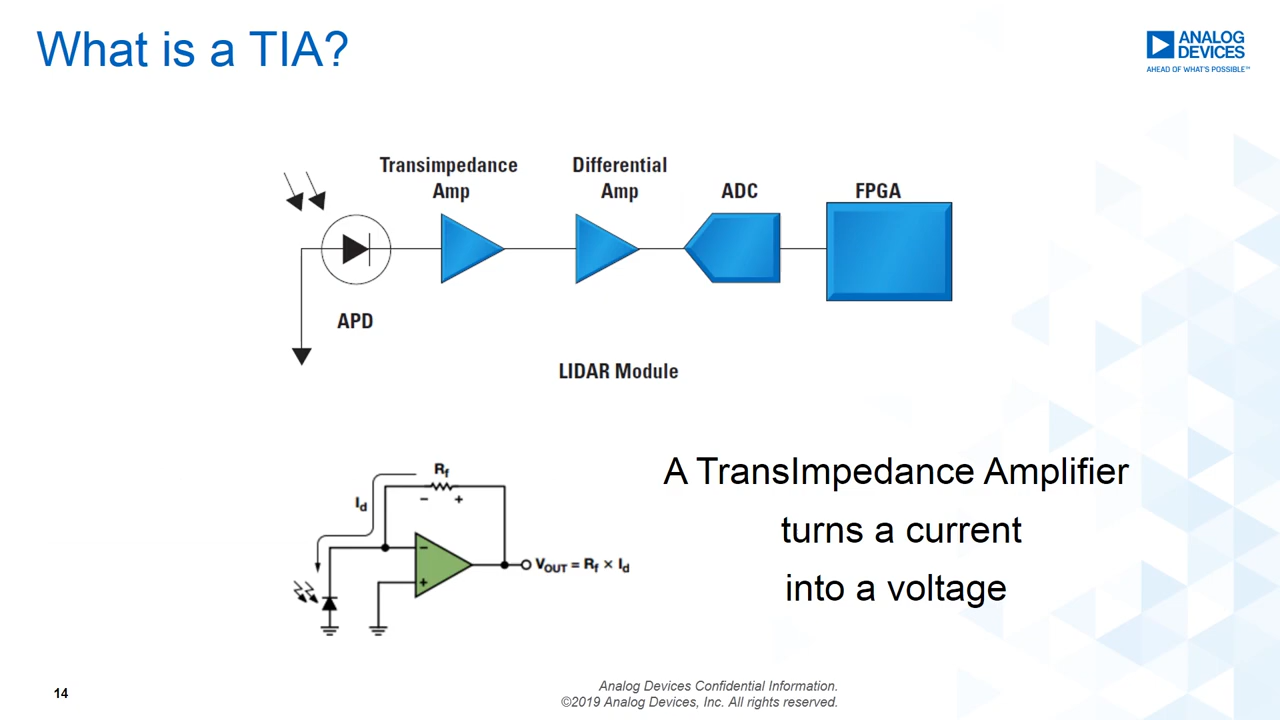 What is a TIA?
ANALOG
DEVICES
AHEAD OF WHAT'S POSSIBLE™
Transimpedance
Amp
Differential
Amp
ADC
FPGA
APD
LIDAR Module
Rf
Id
− +
−
+
VOUT = Rf × Id
A TransImpedance Amplifier
turns a current
into a voltage
14
Analog Devices Confidential Information.
©2019 Analog Devices, Inc. All rights reserved.